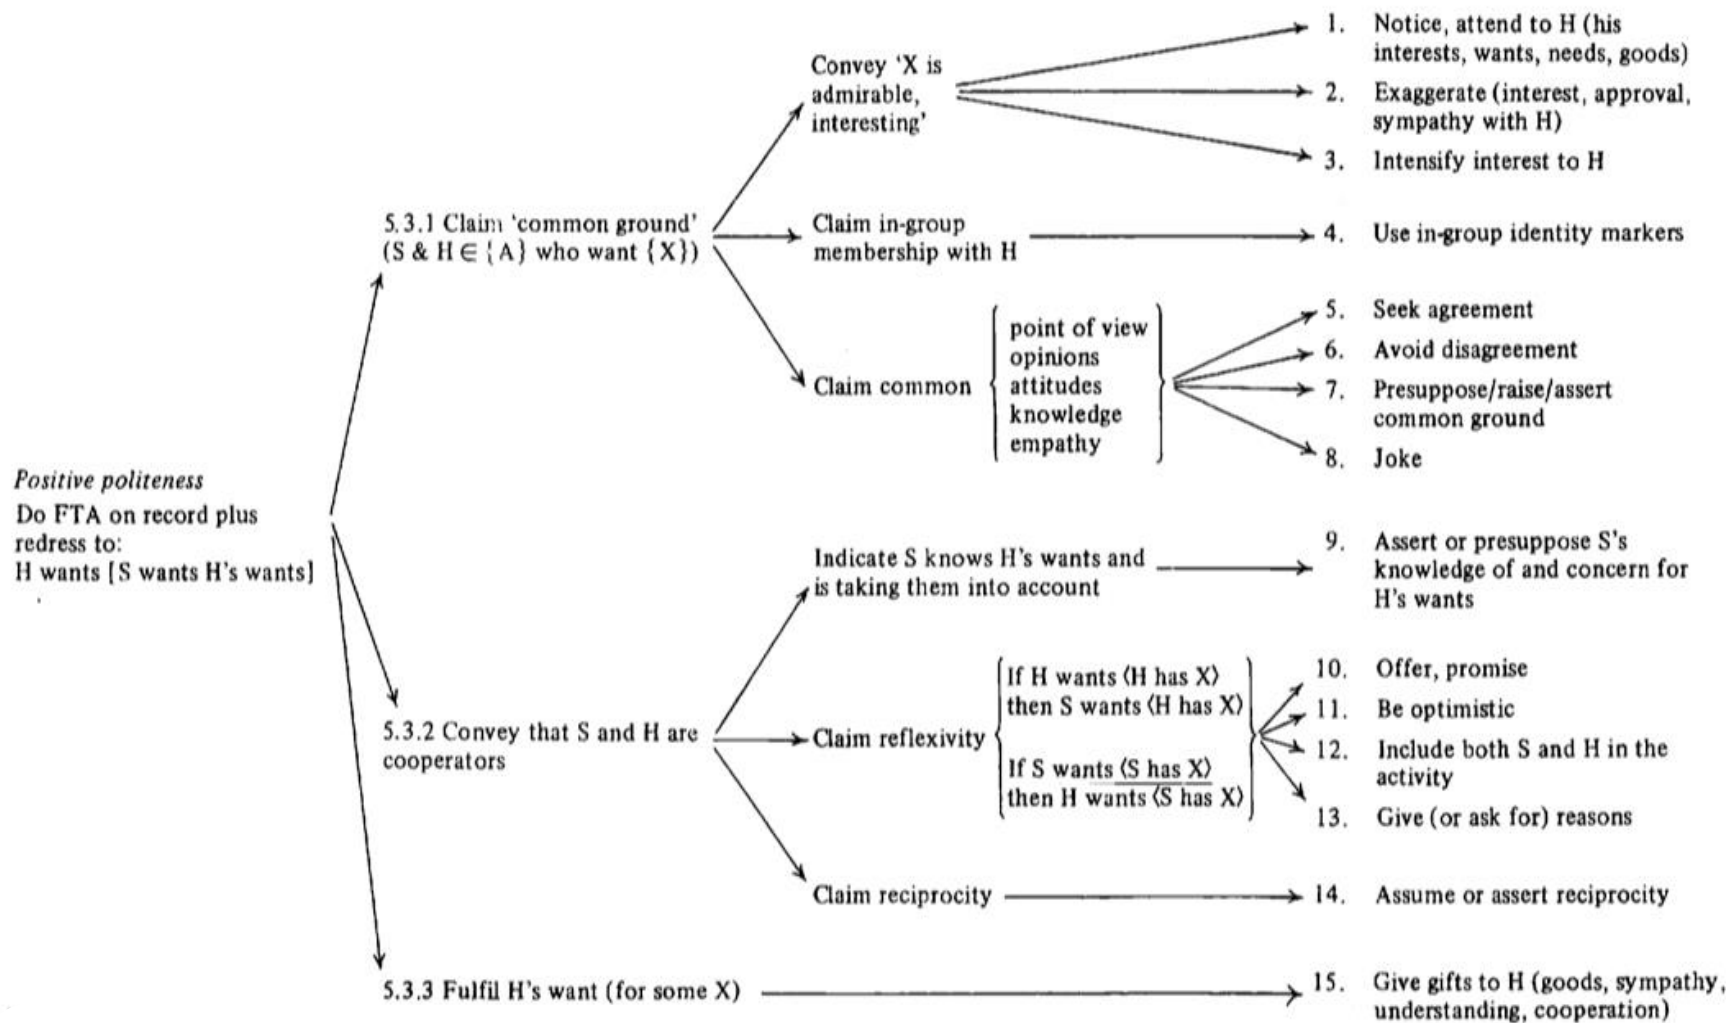 1. Notice, attend to H (his
interests, wants, needs, goods)
Convey ‘X is
admirable,
interesting’
2. Exaggerate (interest, approval,
sympathy with H)
3. Intensify interest to H
5.3.1 Claim ‘common ground’
(S & H ∈ {A} who want {X})
Claim in-group
membership with H
4. Use in-group identity markers
Claim common
point of view
opinions
attitudes
knowledge
empathy
5. Seek agreement
6. Avoid disagreement
7. Presuppose/raise/assert
common ground
8. Joke
Positive politeness
Do FTA on record plus
redress to:
H wants [S wants H's wants]
Indicate S knows H's wants and
is taking them into account
9. Assert or presuppose S's
knowledge of and concern for
H's wants
5.3.2 Convey that S and H are
cooperators
Claim reflexivity
If H wants ⟨H has X⟩
then S wants ⟨H has X⟩
If S wants ⟨S has X⟩
then H wants ⟨S has X⟩
10. Offer, promise
11. Be optimistic
12. Include both S and H in the
activity
13. Give (or ask for) reasons
Claim reciprocity
14. Assume or assert reciprocity
5.3.3 Fulfil H's want (for some X)
15. Give gifts to H (goods, sympathy,
understanding, cooperation)